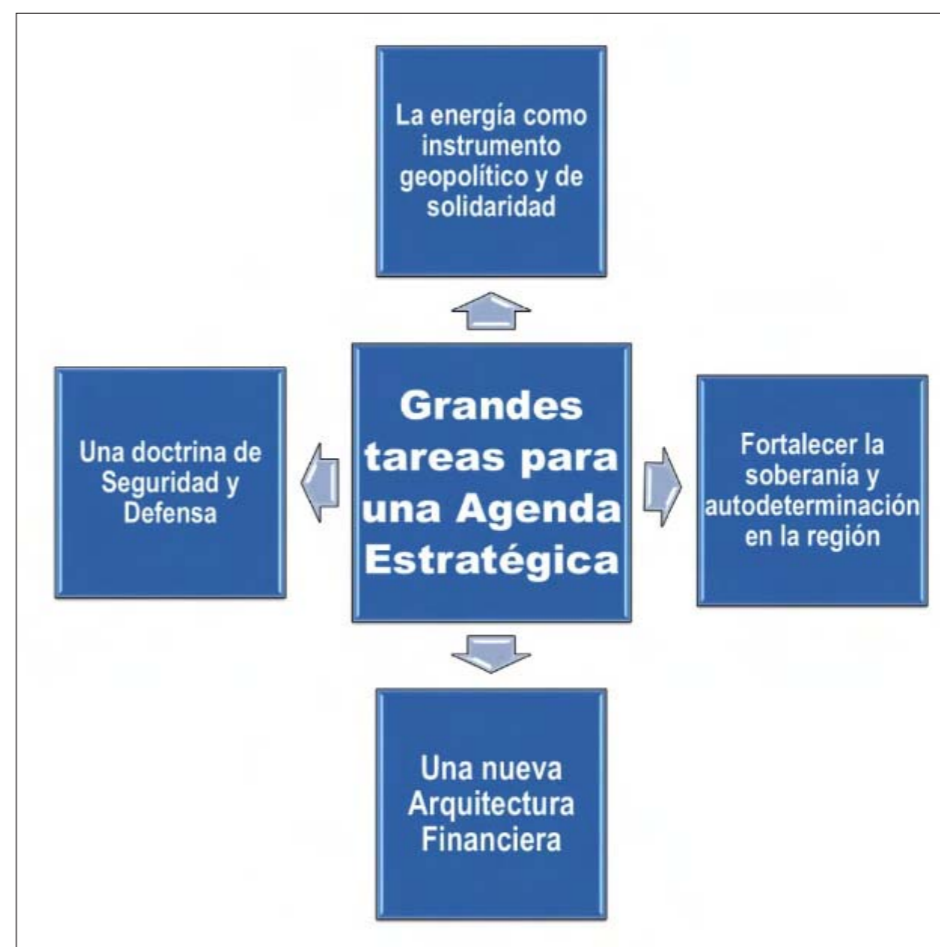 La energía como
instrumento
geopolítico y de
solidaridad
Una doctrina de
Seguridad y
Defensa
Grandes
tareas para
una Agenda
Estratégica
Fortalecer la
soberanía y
autodeterminación
en la región
Una nueva
Arquitectura
Financiera